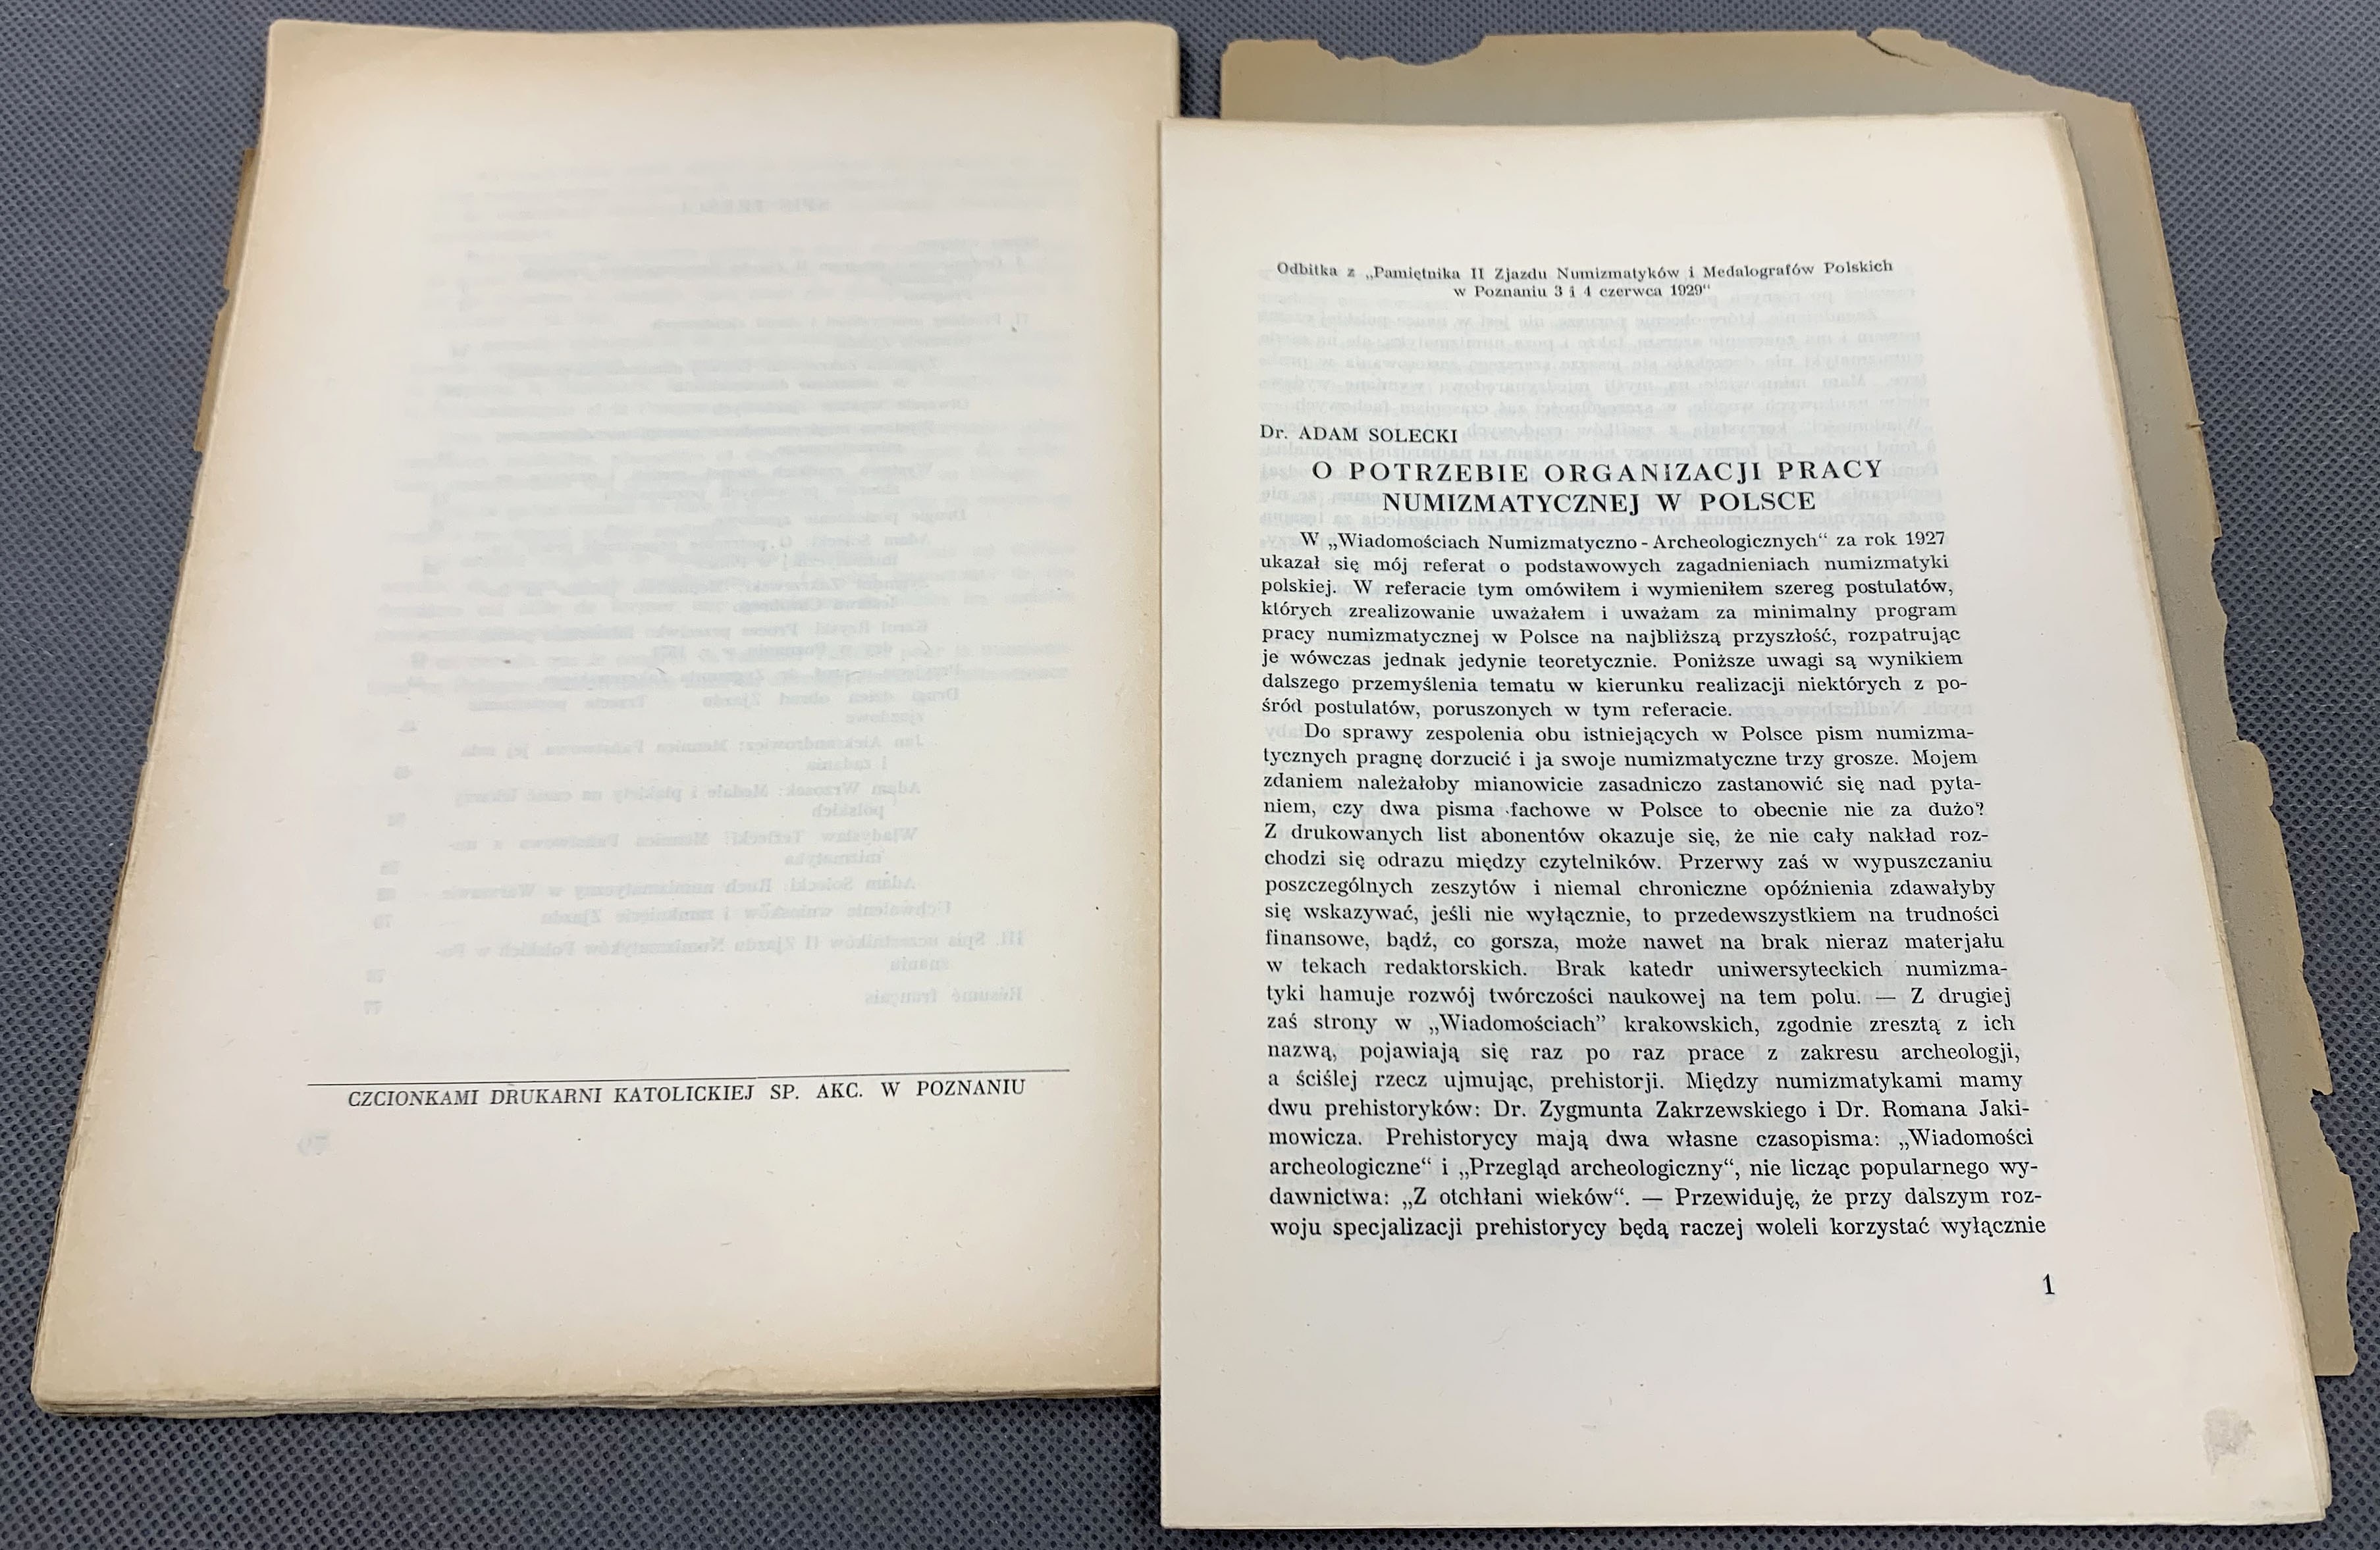 CZCIONKAMI DRUKARNI KATOLICKIEJ SP. AKC. W POZNANIU
Odbitka z „Pamiętnika II Zjazdu Numizmatyków i Medalografów Polskich
w Poznaniu 3 i 4 czerwca 1929“
Dr. ADAM SOLECKI
O POTRZEBIE ORGANIZACJI PRACY
NUMIZMATYCZNEJ W POLSCE
W „Wiadomościach Numizmatyczno-Archeologicznych“ za rok 1927
ukazał się mój referat o podstawowych zagadnieniach numizmatyki
polskiej. W referacie tym omówiłem i wymieniłem szereg postulatów,
których zrealizowanie uważałem i uważam za minimalny program
pracy numizmatycznej w Polsce na najbliższą przyszłość, rozpatrując
je wówczas jednak jedynie teoretycznie. Poniższe uwagi są wynikiem
dalszego przemyślenia tematu w kierunku realizacji niektórych z po-
śród postulatów, poruszonych w tym referacie.
Do sprawy zespolenia obu istniejących w Polsce pism numizma-
tycznych pragnę dorzucić i ja swoje numizmatyczne trzy grosze. Mojem
zdaniem należałoby mianowicie zasadniczo zastanowić się nad pyta-
niem, czy dwa pisma fachowe w Polsce to obecnie nie za dużo?
Z drukowanych list abonentów okazuje się, że nie cały nakład roz-
chodzi się odrazu między czytelników. Przerwy zaś w wypuszczaniu
poszczególnych zeszytów i niemal chroniczne opóźnienia zdawałyby
się wskazywać, jeśli nie wyłącznie, to przedewszystkiem na trudności
finansowe, bądź, co gorsza, może nawet na brak nieraz materjału
w tekach redaktorskich. Brak katedr uniwersyteckich numizma-
tyki hamuje rozwój twórczości naukowej na tem polu. — Z drugiej
zaś strony w „Wiadomościach” krakowskich, zgodnie zresztą z ich
nazwą, pojawiają się raz po raz prace z zakresu archeologji,
a ściślej rzecz ujmując, prehistorji. Między numizmatykami mamy
dwu prehistoryków: Dr. Zygmunta Zakrzewskiego i Dr. Romana Jaki-
mowicza. Prehistorycy mają dwa własne czasopisma: „Wiadomości
archeologiczne“ i „Przegląd archeologiczny“, nie licząc popularnego wy-
dawnictwa: „Z otchłani wieków“. — Przewiduję, że przy dalszym roz-
woju specjalizacji prehistorycy będą raczej woleli korzystać wyłącznie
1